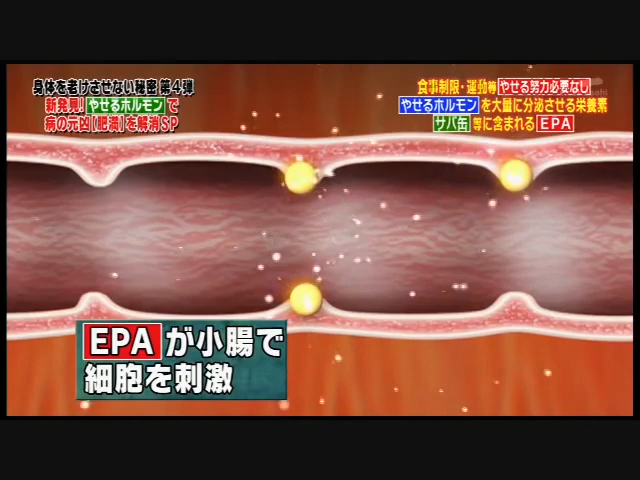 身体を老けさせない秘密 第4弾
新発見!やせるホルモンで
病の元凶【肥満】を解消SP
食事制限・運動等やせる努力必要なし
やせるホルモンを大量に分泌させる栄養素
サバ缶等に含まれるEPA
EPAが小腸で
細胞を刺激